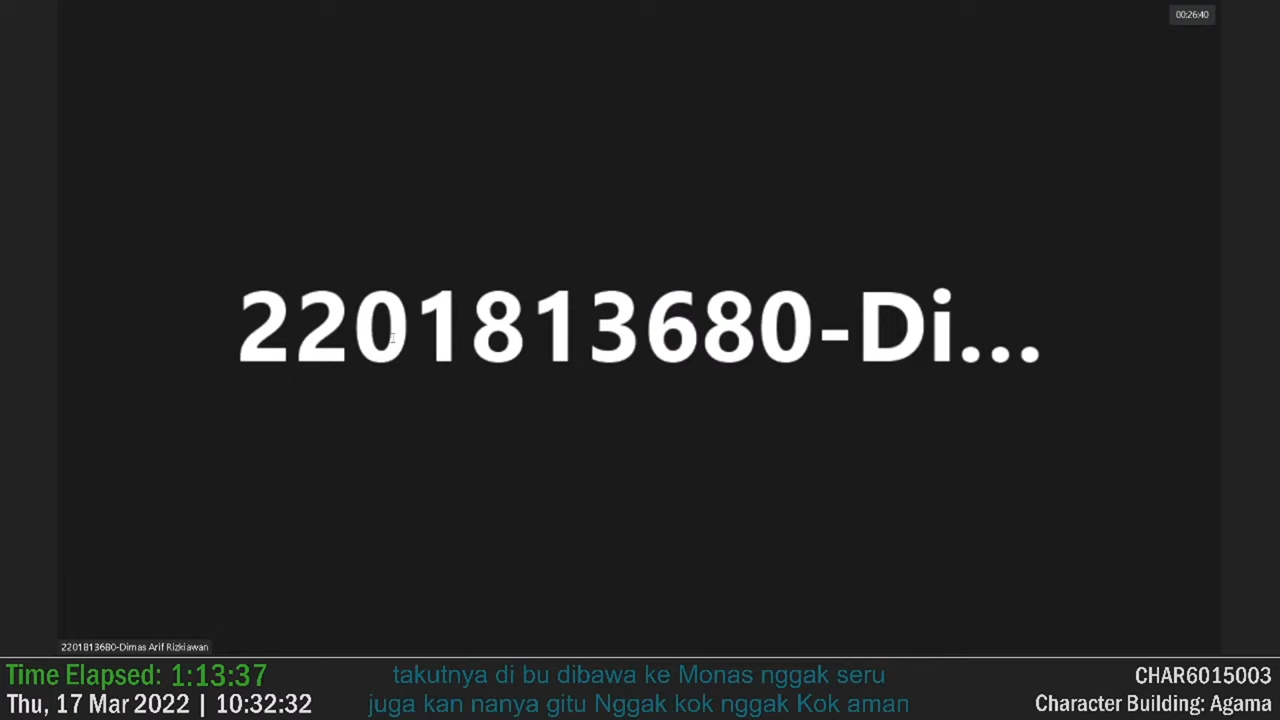 00:26:40
2201813680-Di...
2201813680-Dimas Arif Rizkiawan
Time Elapsed: 1:13:37
Thu, 17 Mar 2022 | 10:32:32
takutnya di bu dibawa ke Monas nggak seru
juga kan nanya gitu Nggak kok nggak Kok aman
CHAR6015003
Character Building: Agama